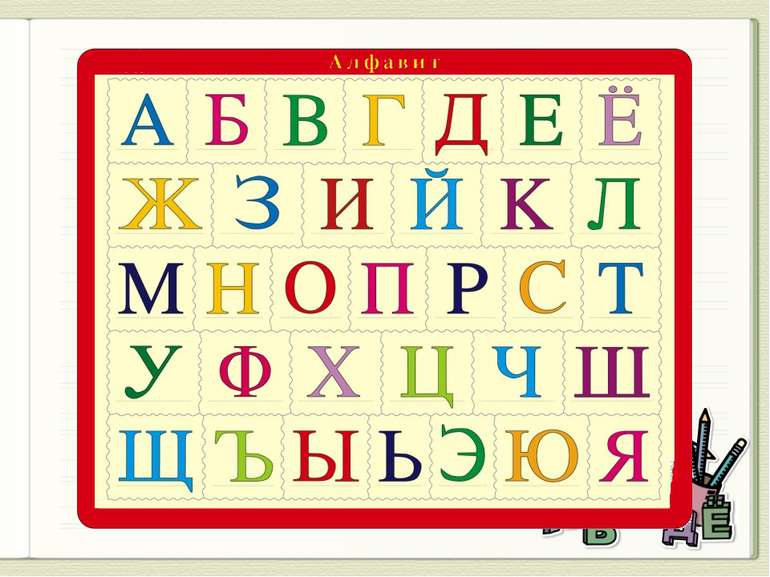 Алфавит
А Б В Г Д Е Ё
Ж З И Й К Л
М Н О П Р С Т
У Ф Х Ц Ч Ш
Щ Ъ Ы Ь Э Ю Я
Б Д Е